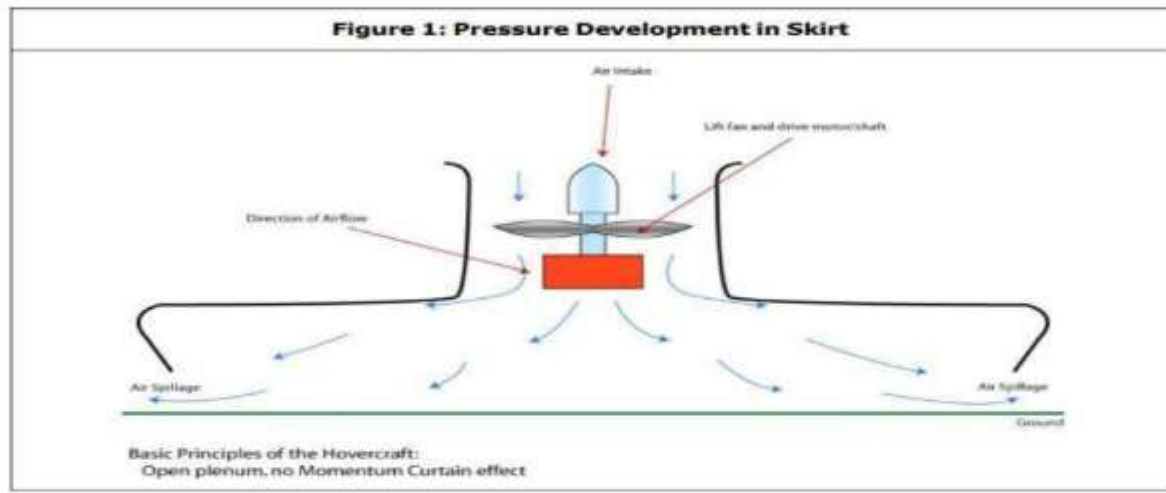 Figure 1: Pressure Development in Skirt
Air Intake
Lift fan and drive motor/shaft
Direction of Airflow
Air Spillage
Air Spillage
Ground
Basic Principles of the Hovercraft:
Open plenum, no Momentum Curtain effect